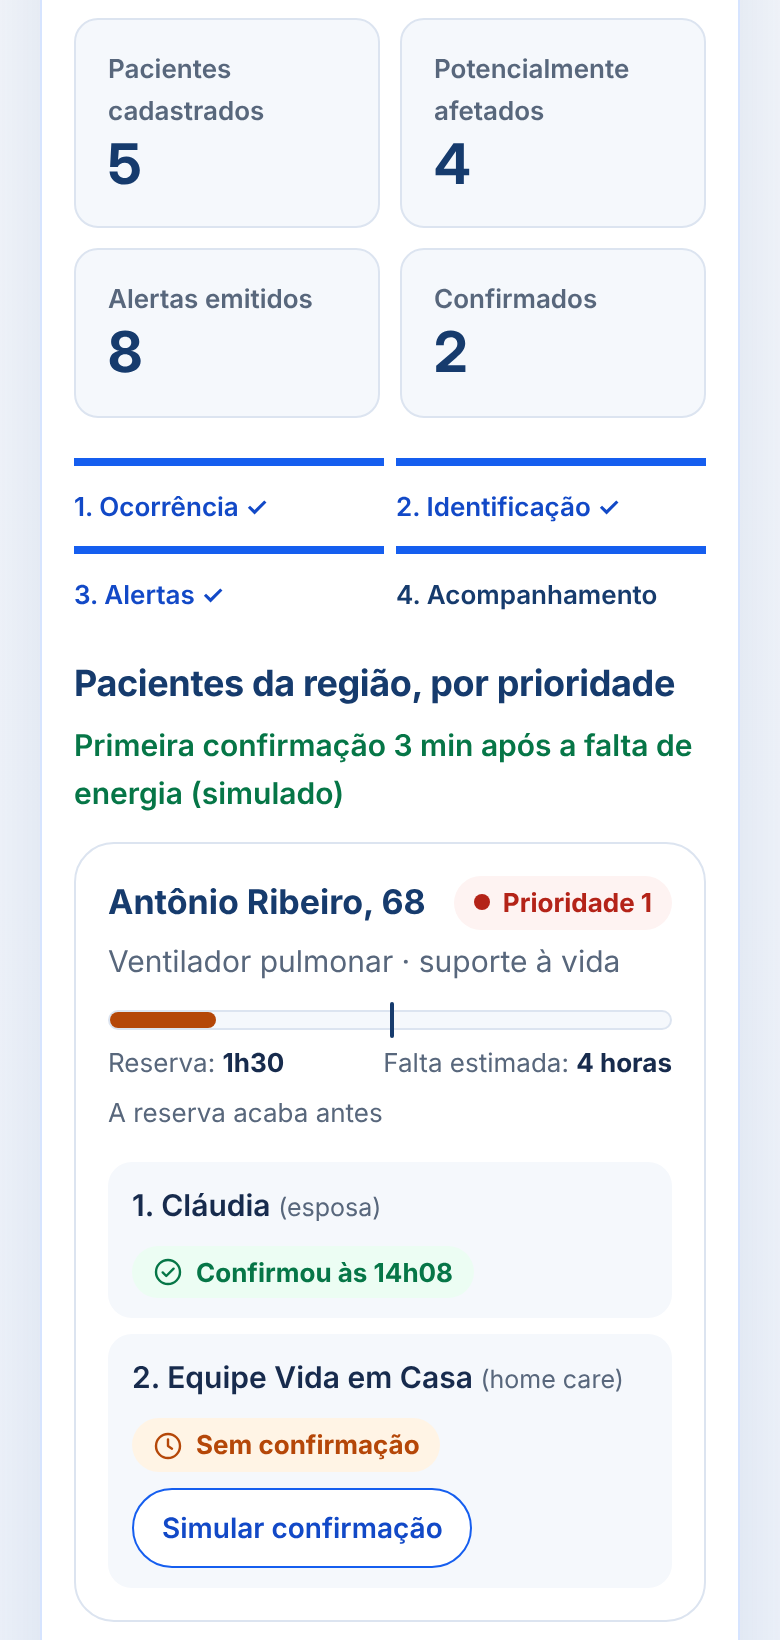 Pacientes
cadastrados
5
Potencialmente
afetados
4
Alertas emitidos
8
Confirmados
2
1. Ocorrência ✓
2. Identificação ✓
3. Alertas ✓
4. Acompanhamento
Pacientes da região, por prioridade
Primeira confirmação 3 min após a falta de
energia (simulado)
Antônio Ribeiro, 68
Prioridade 1
Ventilador pulmonar · suporte à vida
Reserva: 1h30
Falta estimada: 4 horas
A reserva acaba antes
1. Cláudia (esposa)
Confirmou às 14h08
2. Equipe Vida em Casa (home care)
Sem confirmação
Simular confirmação